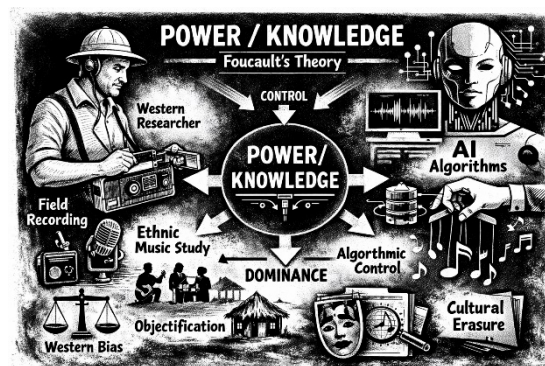 POWER / KNOWLEDGE
Foucault's Theory
CONTROL
Western
Researcher
AI
Algorithms
POWER/
KNOWLEDGE
Field
Recording
Ethnic
Music Study
Algorthmic
Control
DOMINANCE
Objectification
Cultural
Erasure
Western Bias